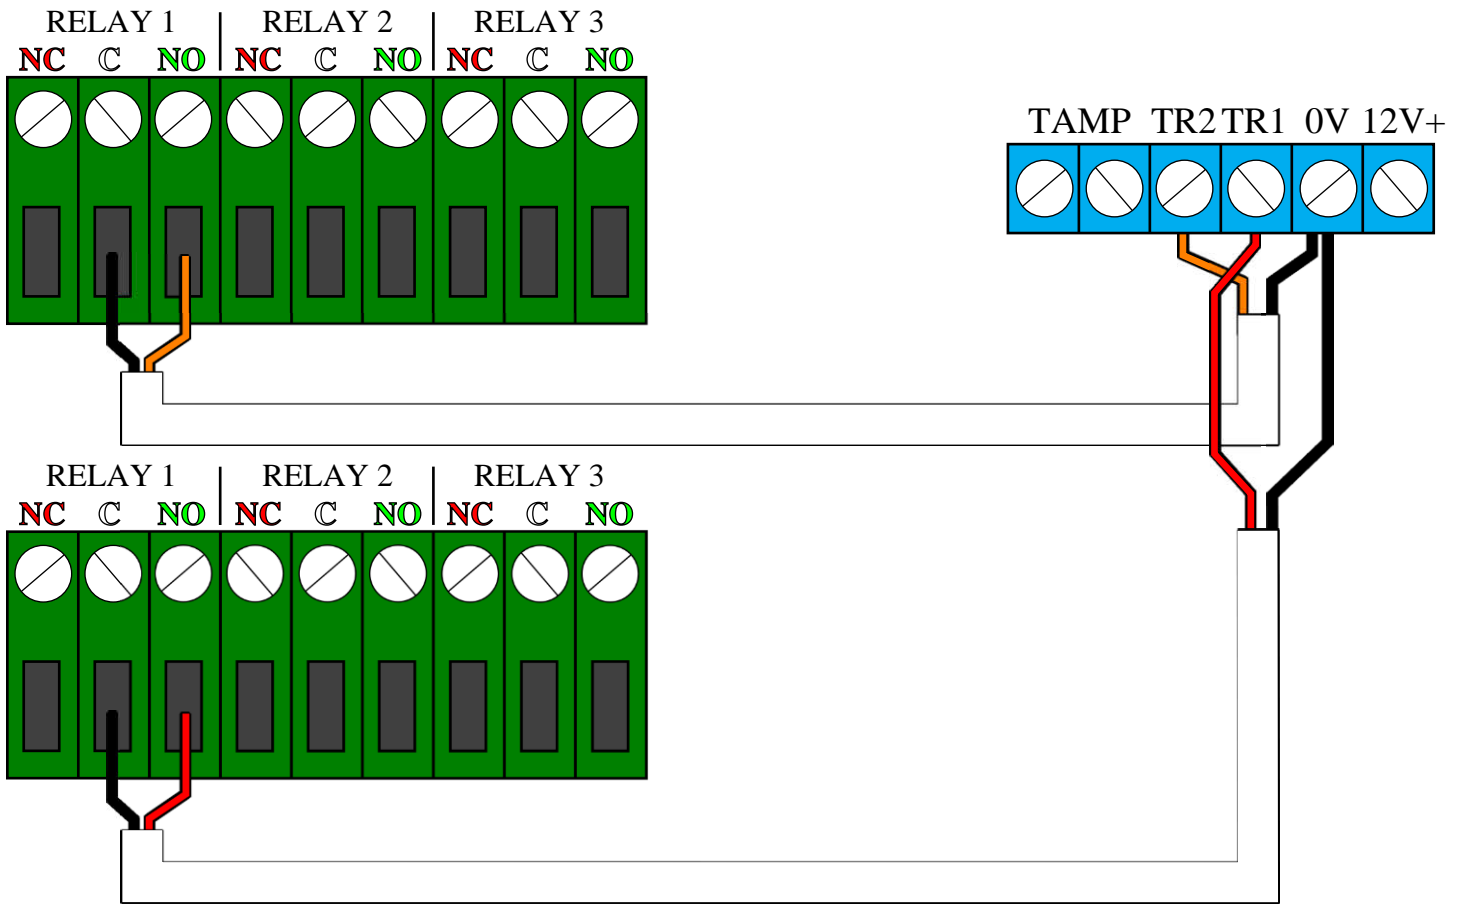 RELAY 1 RELAY 2 RELAY 3
NC C NO NC C NO NC C NO
TAMP TR2 TR1 0V 12V+
RELAY 1 RELAY 2 RELAY 3
NC C NO NC C NO NC C NO